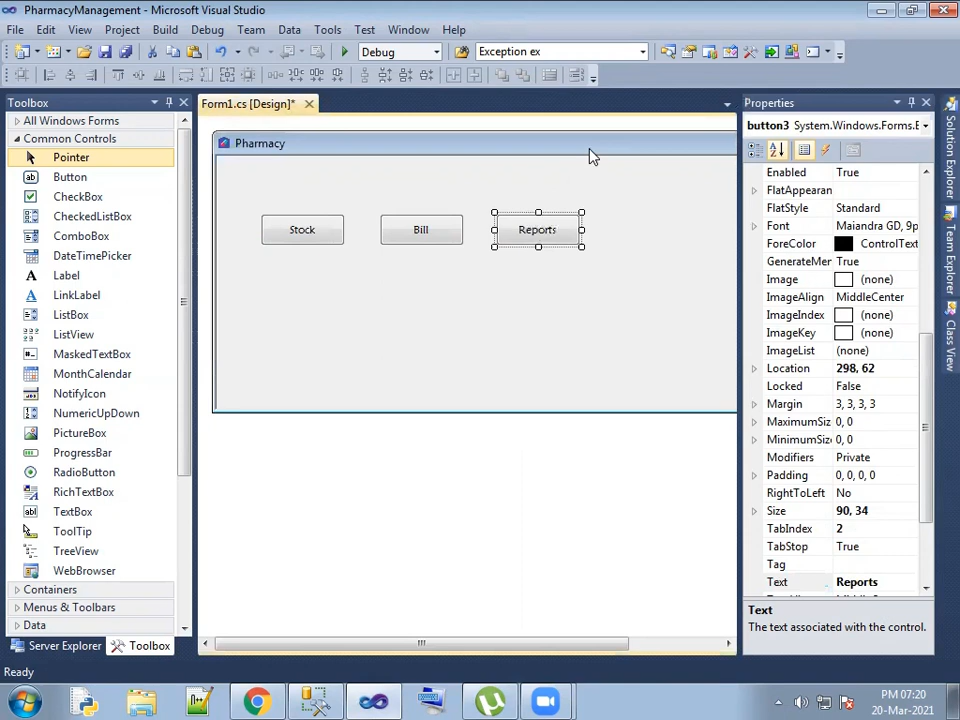 PharmacyManagement - Microsoft Visual Studio
File Edit View Project Build Debug Team Data Tools Test Window Help
Debug Exception ex
Toolbox
All Windows Forms
Common Controls
Pointer
Button
CheckBox
CheckedListBox
ComboBox
DateTimePicker
Label
LinkLabel
ListBox
ListView
MaskedTextBox
MonthCalendar
NotifyIcon
NumericUpDown
PictureBox
ProgressBar
RadioButton
RichTextBox
TextBox
ToolTip
TreeView
WebBrowser
Containers
Menus & Toolbars
Data
Server Explorer Toolbox
Form1.cs [Design]*
Pharmacy
Stock Bill Reports
Properties
button3 System.Windows.Forms.E
Enabled True
FlatAppearan
FlatStyle Standard
Font Maiandra GD, 9p
ForeColor ControlText
GenerateMer True
Image (none)
ImageAlign MiddleCenter
ImageIndex (none)
ImageKey (none)
ImageList (none)
Location 298, 62
Locked False
Margin 3, 3, 3, 3
MaximumSiz 0, 0
MinimumSiz 0, 0
Modifiers Private
Padding 0, 0, 0, 0
RightToLeft No
Size 90, 34
TabIndex 2
TabStop True
Tag
Text Reports
Text
The text associated with the control.
Solution Explorer
Team Explorer
Class View
Ready
PM 07:20
20-Mar-2021